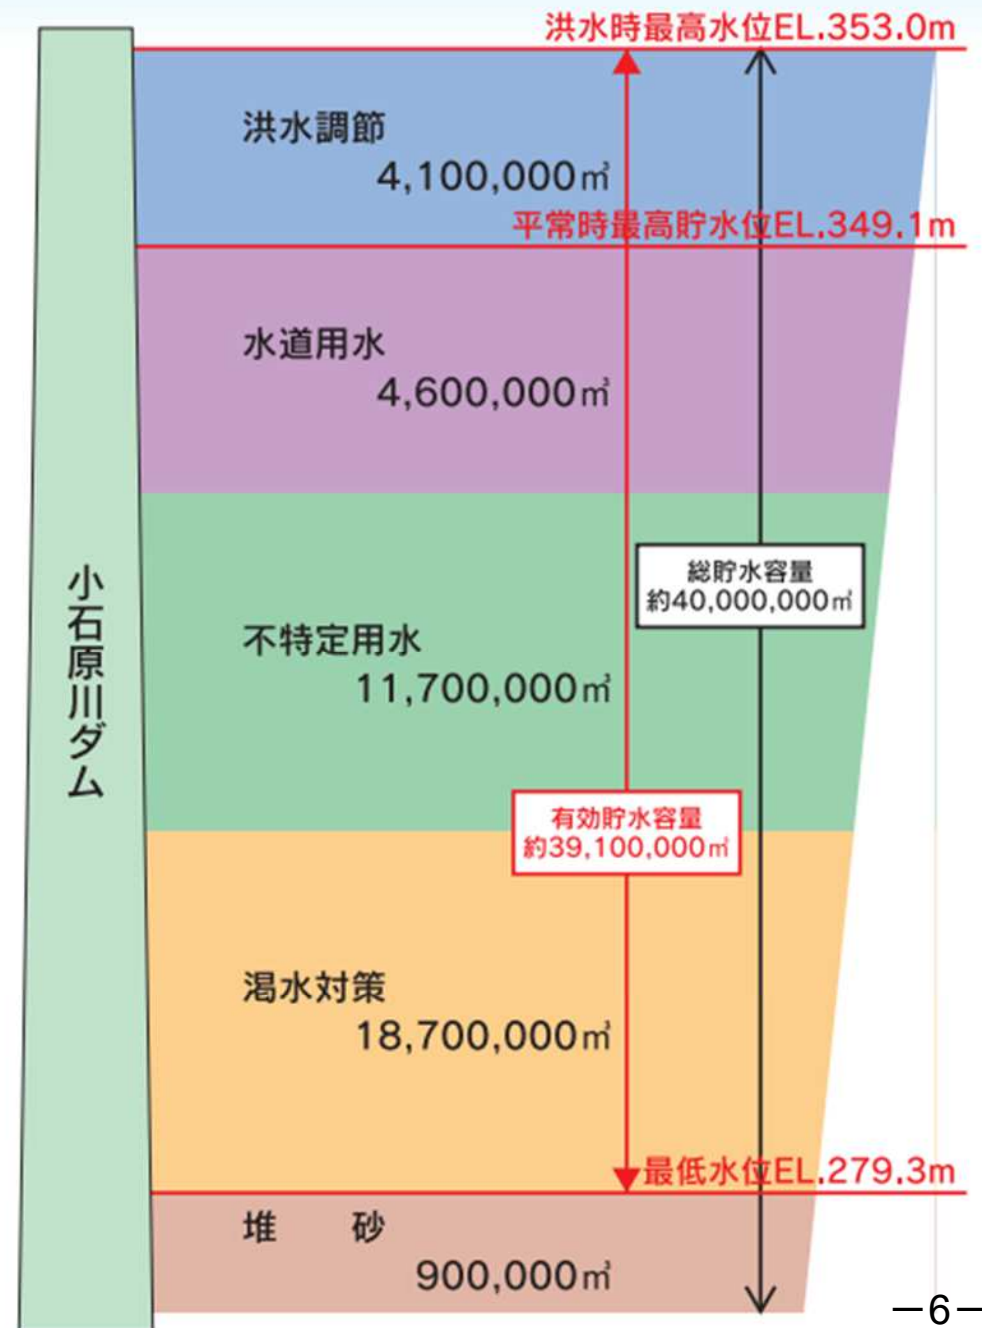 洪水時最高水位EL.353.0m
洪水調節
4,100,000㎥
平常時最高貯水位EL.349.1m
水道用水
4,600,000㎥
総貯水容量
約40,000,000㎥
小石原川ダム
不特定用水
11,700,000㎥
有効貯水容量
約39,100,000㎥
渇水対策
18,700,000㎥
最低水位EL.279.3m
堆　　砂
900,000㎥
－6－